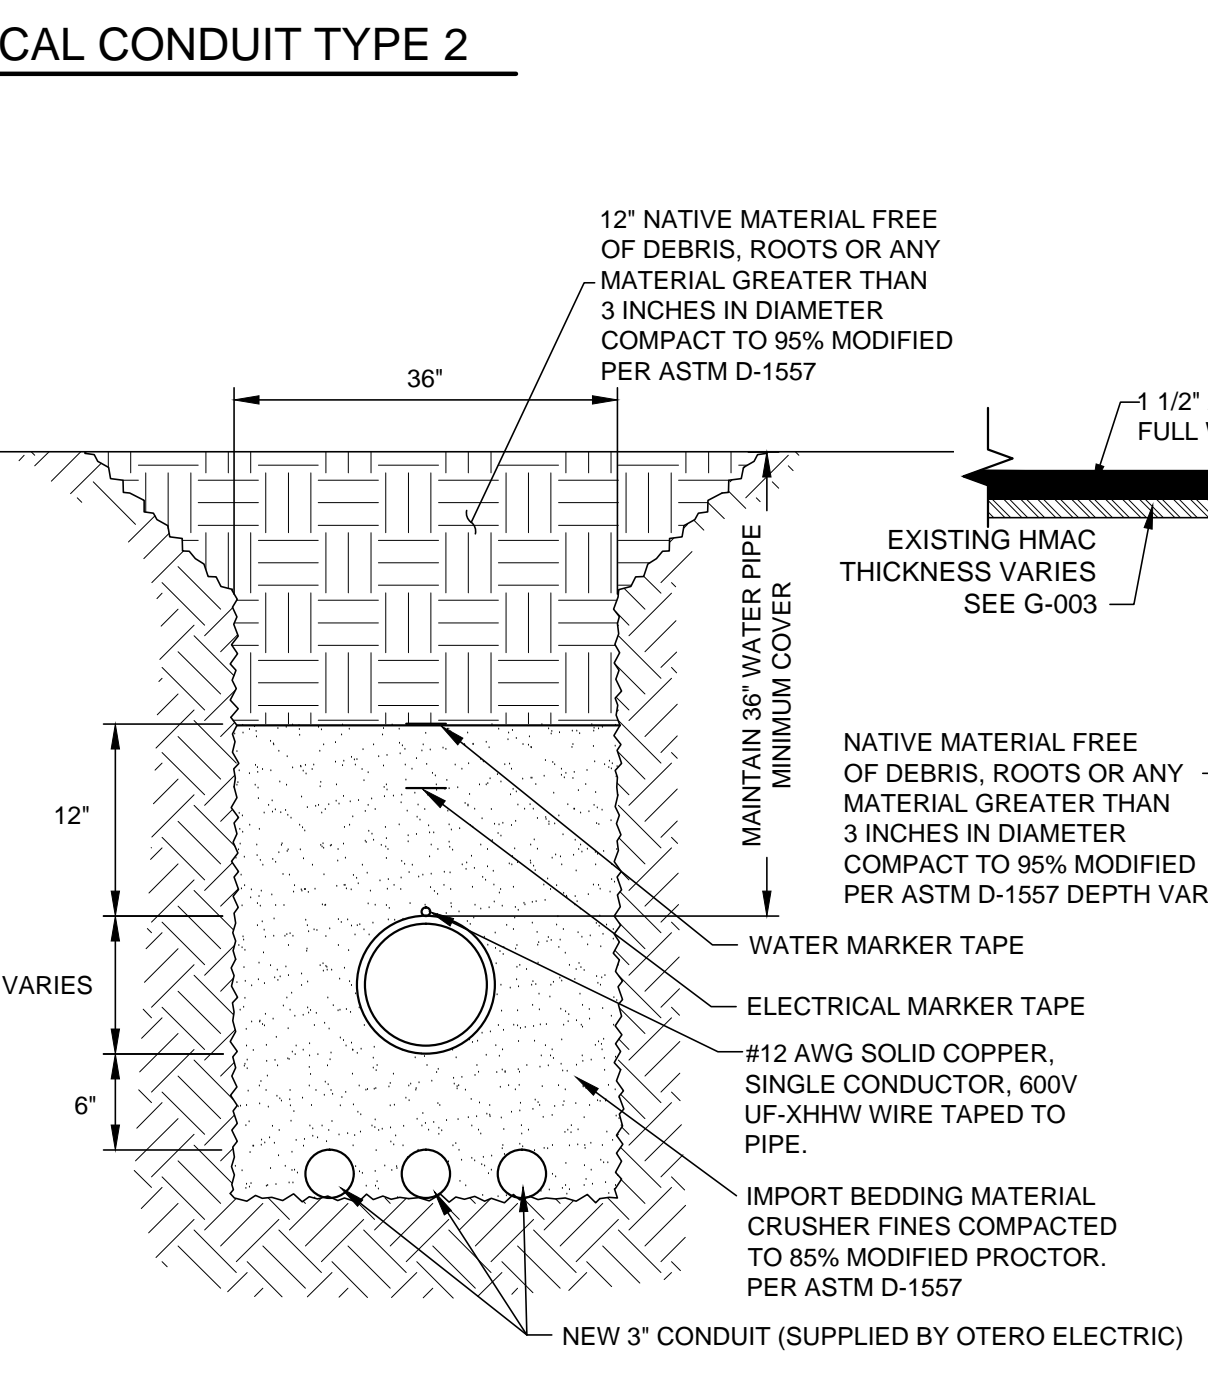 CAL CONDUIT TYPE 2
12" NATIVE MATERIAL FREE
OF DEBRIS, ROOTS OR ANY
MATERIAL GREATER THAN
3 INCHES IN DIAMETER
COMPACT TO 95% MODIFIED
PER ASTM D-1557
36"
1 1/2"
FULL
EXISTING HMAC
THICKNESS VARIES
SEE G-003
MAINTAIN 36" WATER PIPE
MINIMUM COVER
NATIVE MATERIAL FREE
OF DEBRIS, ROOTS OR ANY
MATERIAL GREATER THAN
3 INCHES IN DIAMETER
COMPACT TO 95% MODIFIED
PER ASTM D-1557 DEPTH VAR
12"
VARIES
6"
WATER MARKER TAPE
ELECTRICAL MARKER TAPE
#12 AWG SOLID COPPER,
SINGLE CONDUCTOR, 600V
UF-XHHW WIRE TAPED TO
PIPE.
IMPORT BEDDING MATERIAL
CRUSHER FINES COMPACTED
TO 85% MODIFIED PROCTOR.
PER ASTM D-1557
NEW 3" CONDUIT (SUPPLIED BY OTERO ELECTRIC)